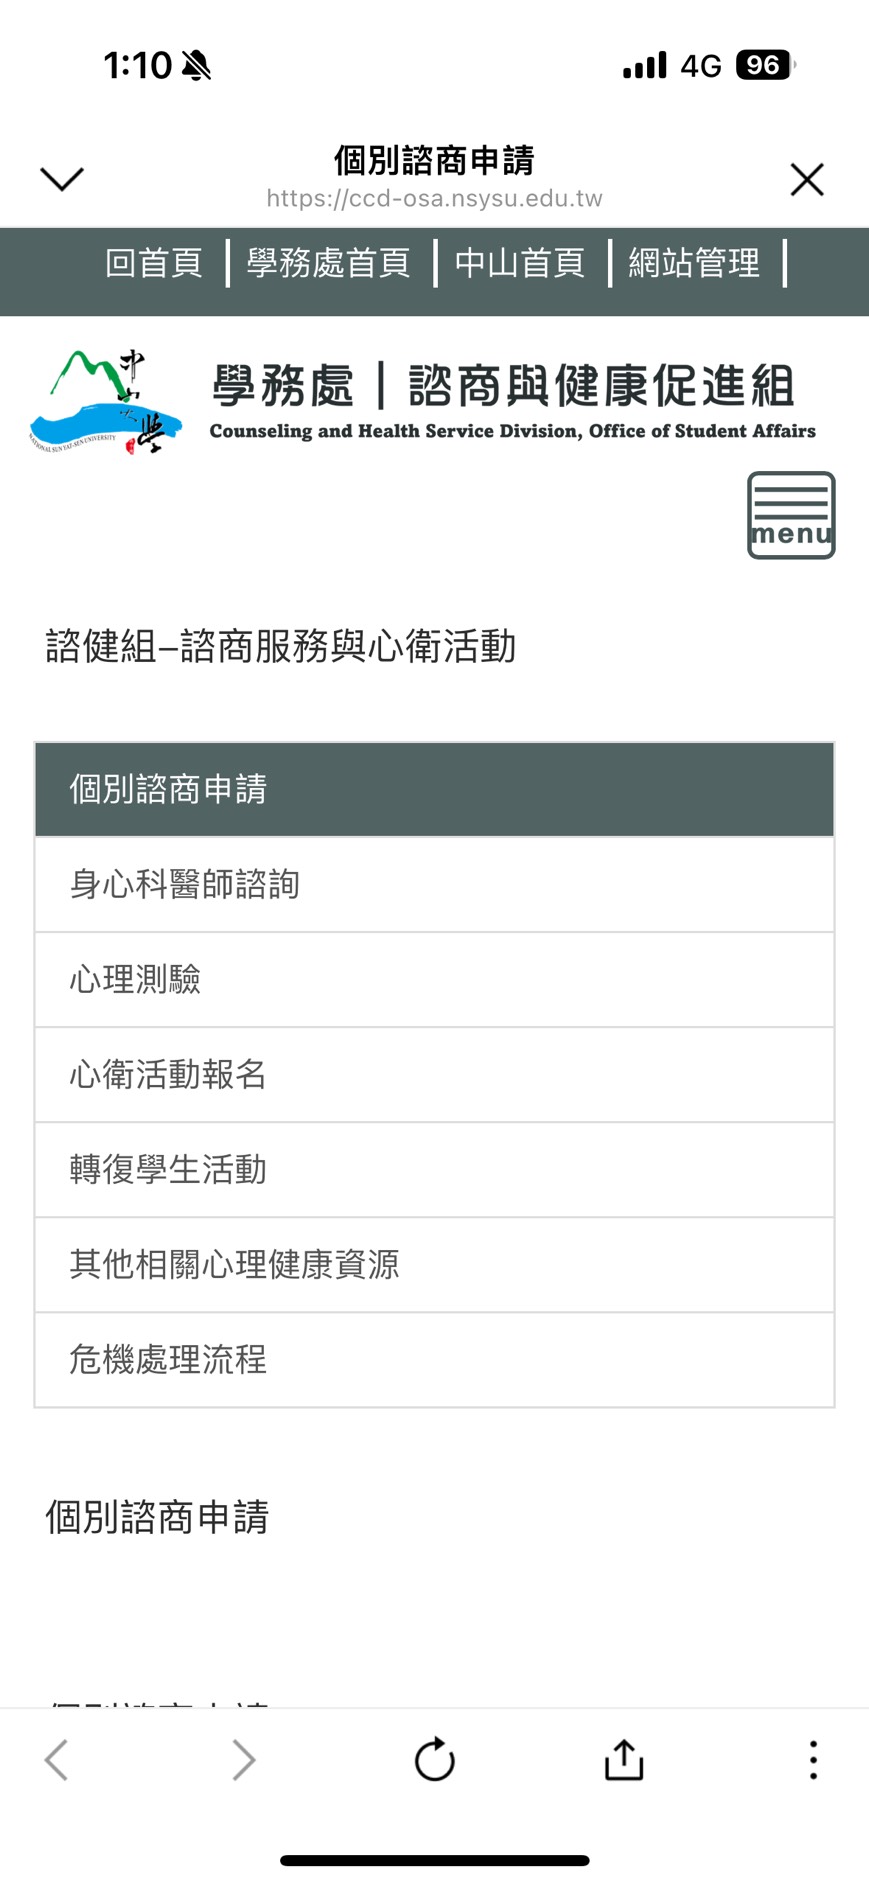 1:10
4G 96
個別諮商申請
https://ccd-osa.nsysu.edu.tw
回首頁 | 學務處首頁 | 中山首頁 | 網站管理 |
中山大學
NATIONAL SUN YAT-SEN UNIVERSITY
學務處｜諮商與健康促進組
Counseling and Health Service Division, Office of Student Affairs
menu
諮健組–諮商服務與心衛活動
個別諮商申請
身心科醫師諮詢
心理測驗
心衛活動報名
轉復學生活動
其他相關心理健康資源
危機處理流程
個別諮商申請